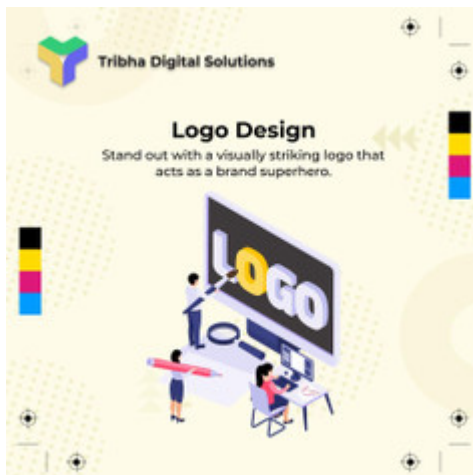 Tribha Digital Solutions
Logo Design
Stand out with a visually striking logo that
acts as a brand superhero.
LOGO